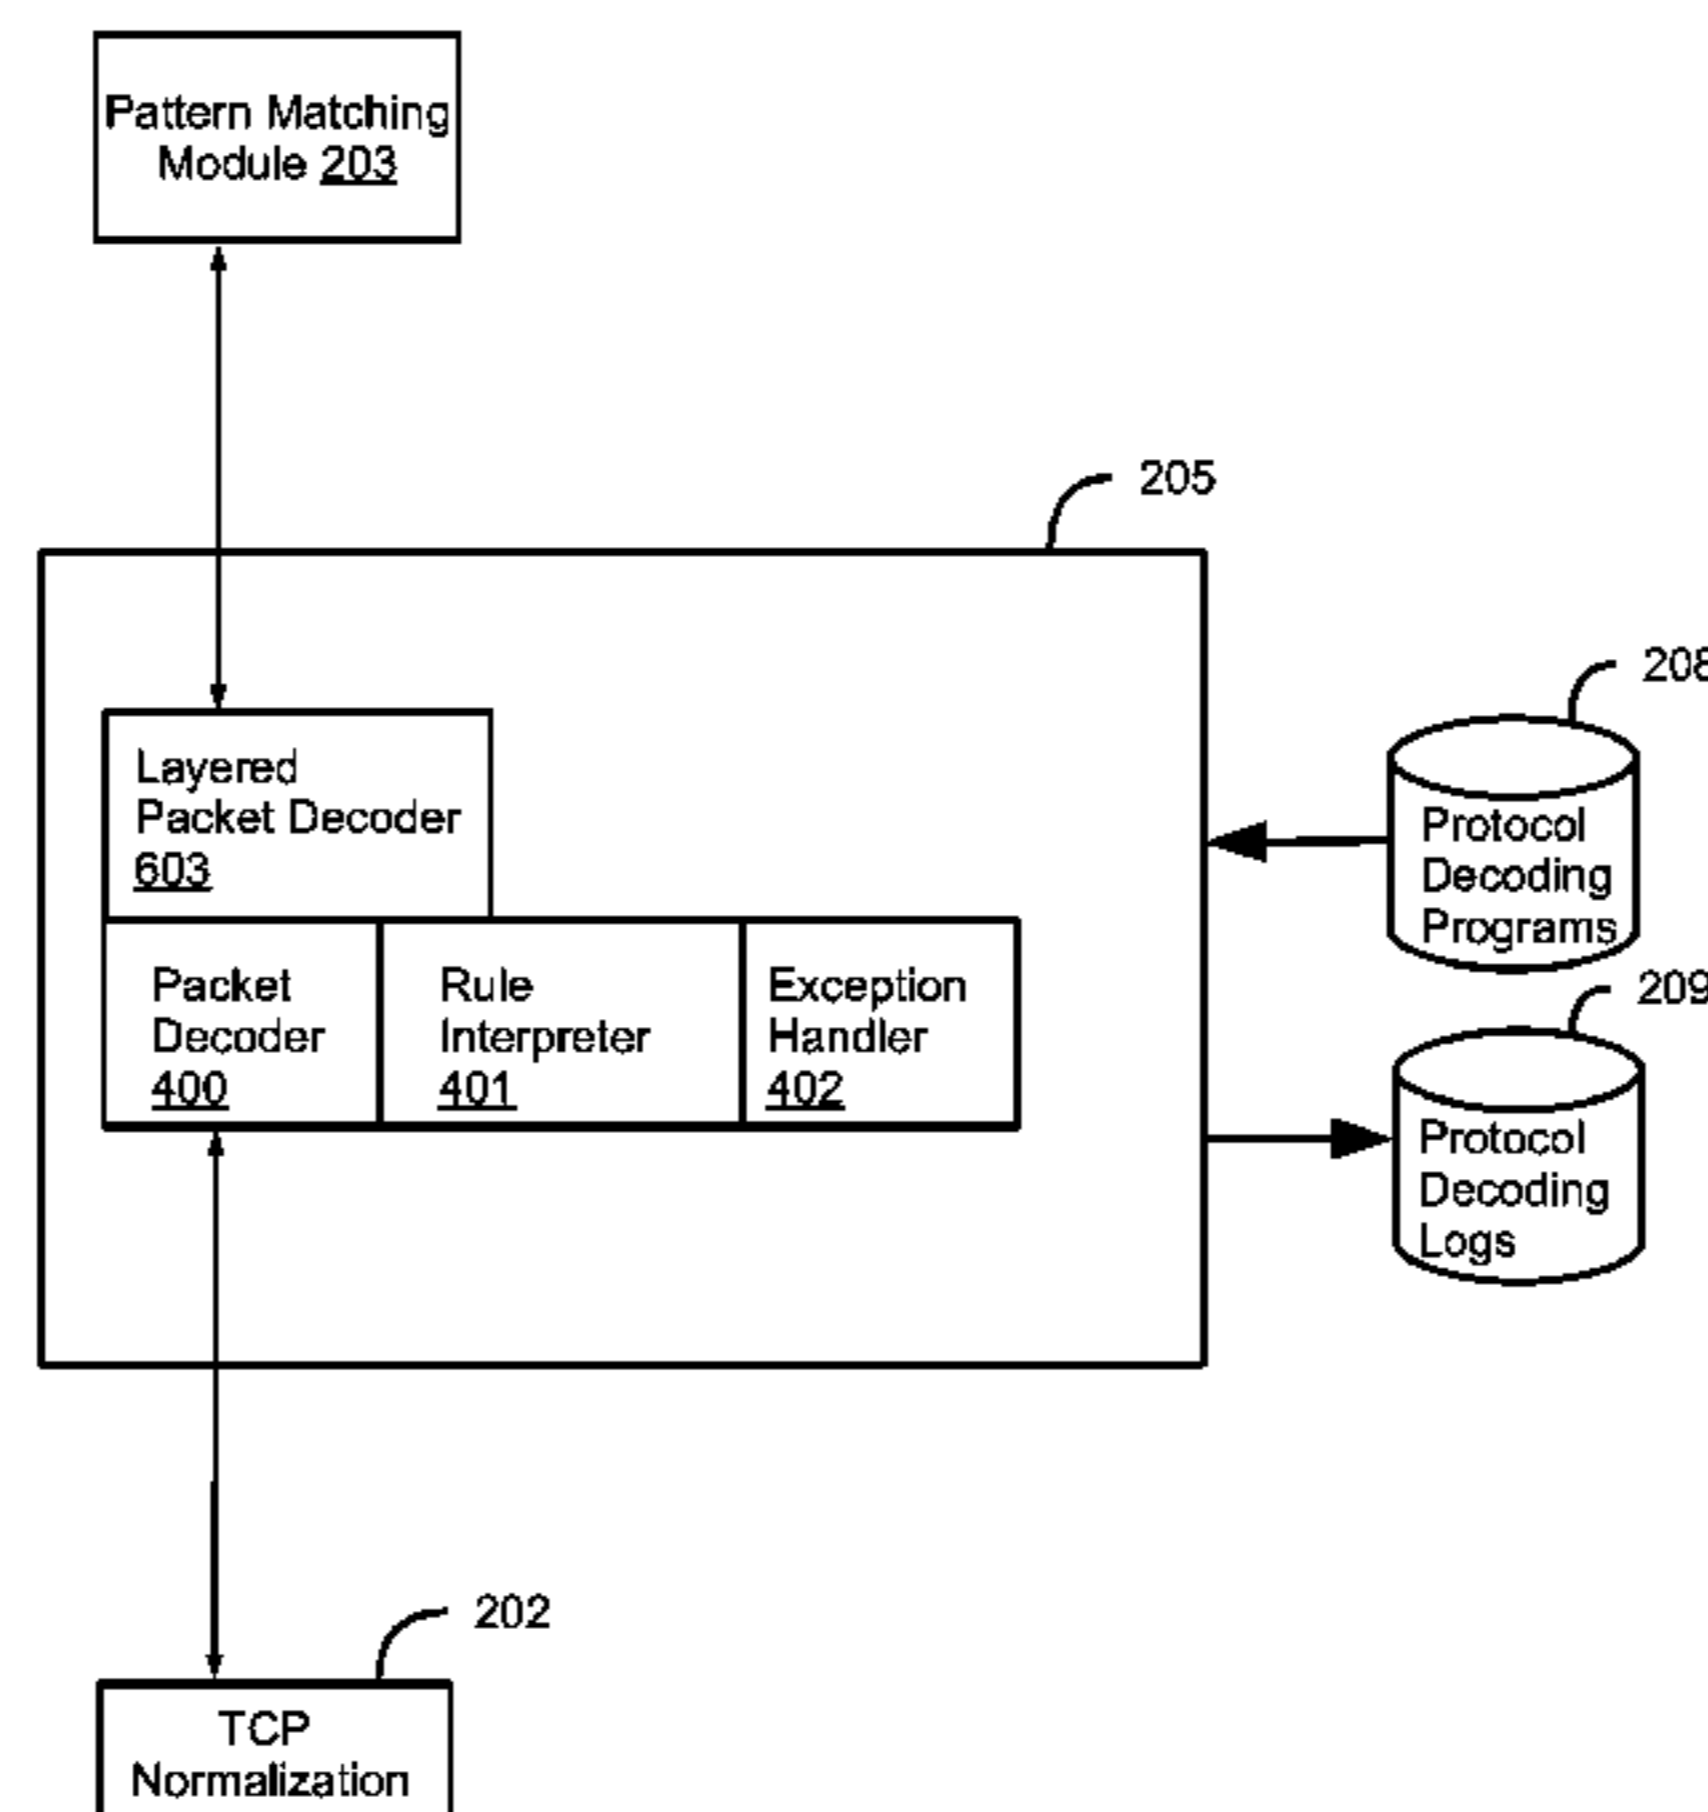 Pattern Matching
Module 203
205
208
Layered
Packet Decoder
603
Protocol
Decoding
Programs
Packet
Decoder
400
Rule
Interpreter
401
Exception
Handler
402
209
Protocol
Decoding
Logs
202
TCP
Normalization